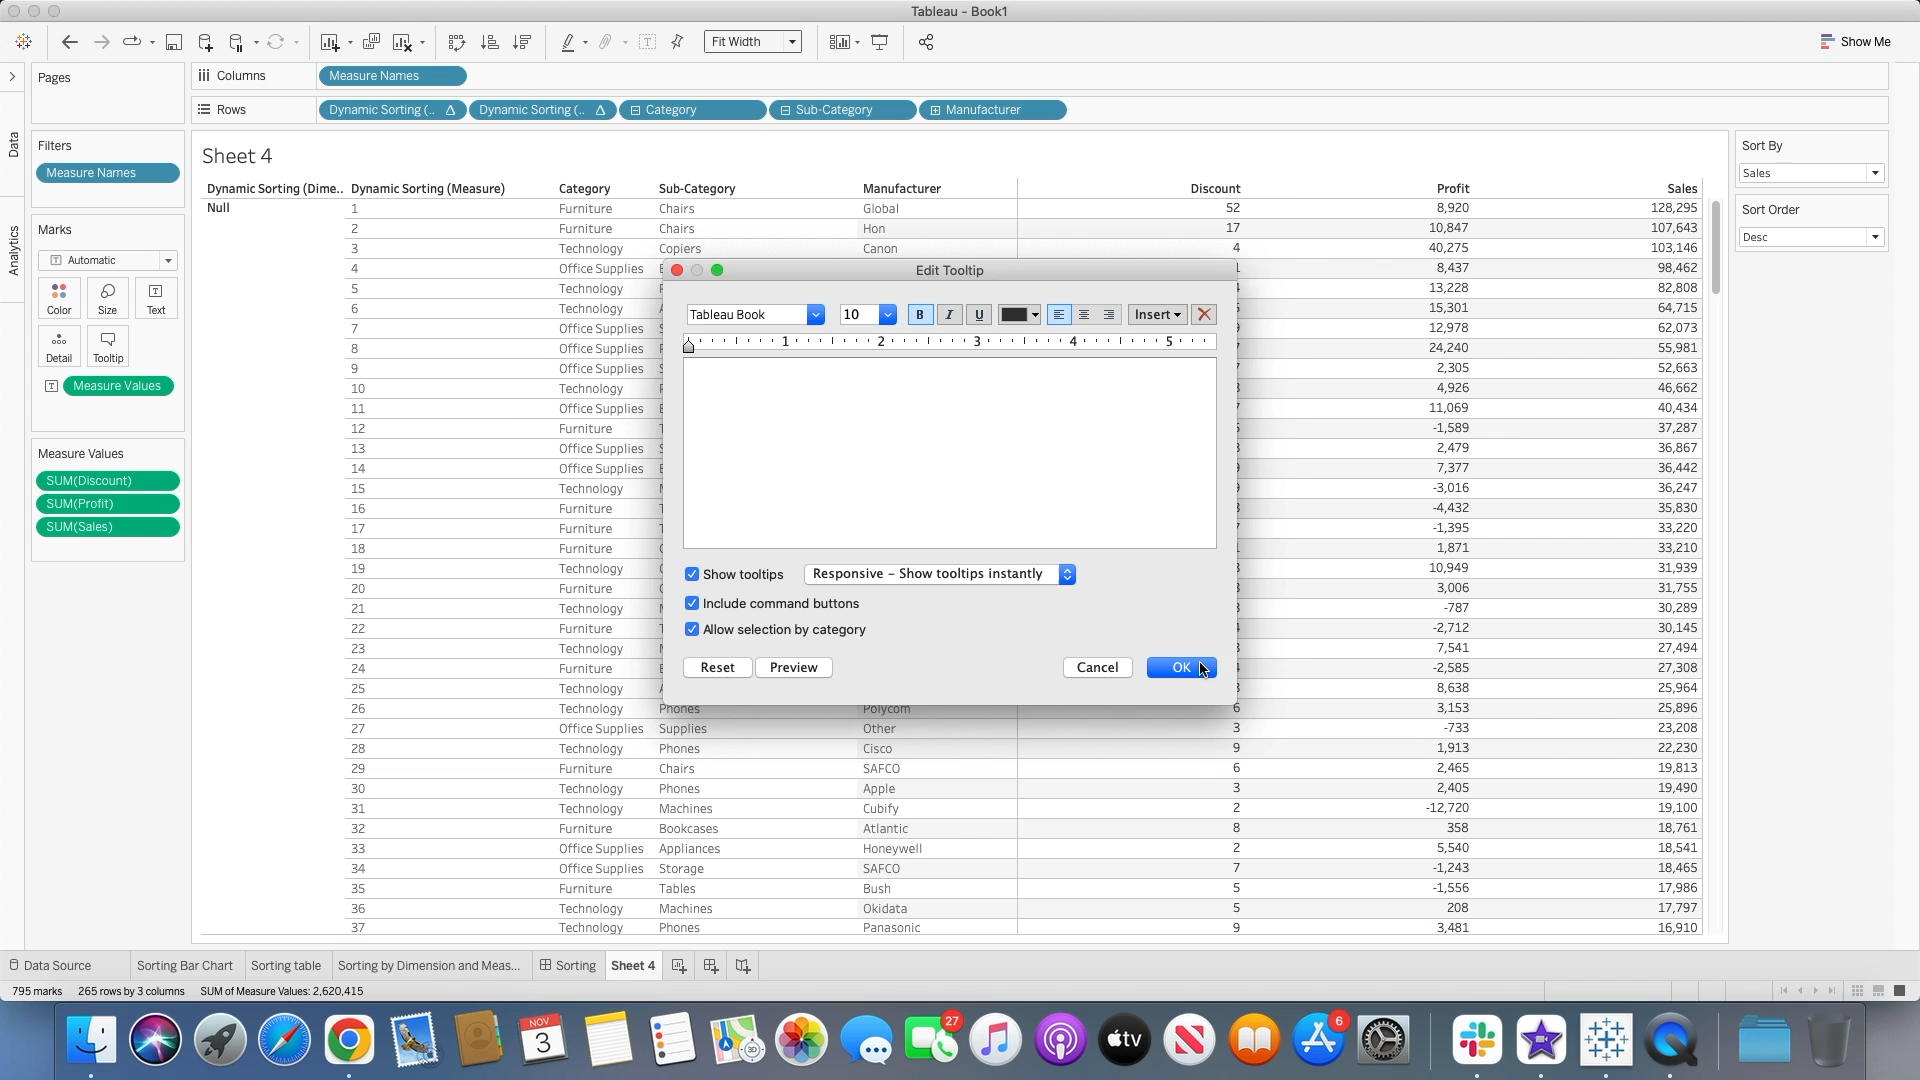 Tableau - Book1
Fit Width
Show Me
Pages
Columns
Measure Names
Rows
Dynamic Sorting (..
Dynamic Sorting (..
Category
Sub-Category
Manufacturer
Data
Analytics
Filters
Measure Names
Marks
Automatic
Color
Size
Text
Detail
Tooltip
Measure Values
Measure Values
SUM(Discount)
SUM(Profit)
SUM(Sales)
Sheet 4
Dynamic Sorting (Dime.. Dynamic Sorting (Measure) Category Sub-Category Manufacturer Discount Profit Sales
Null 1 Furniture Chairs Global 52 8,920 128,295
2 Furniture Chairs Hon 17 10,847 107,643
3 Technology Copiers Canon 4 40,275 103,146
4 Office Supplies 8,437 98,462
5 Technology 13,228 82,808
6 Technology 15,301 64,715
7 Office Supplies 12,978 62,073
8 Office Supplies 24,240 55,981
9 Office Supplies 2,305 52,663
10 Technology 4,926 46,662
11 Office Supplies 11,069 40,434
12 Furniture -1,589 37,287
13 Office Supplies 2,479 36,867
14 Office Supplies 7,377 36,442
15 Technology -3,016 36,247
16 Furniture -4,432 35,830
17 Furniture -1,395 33,220
18 Furniture 1,871 33,210
19 Technology 10,949 31,939
20 Furniture 3,006 31,755
21 Technology -787 30,289
22 Furniture -2,712 30,145
23 Technology 7,541 27,494
24 Furniture -2,585 27,308
25 Technology 8,638 25,964
26 Technology Phones Polycom 6 3,153 25,896
27 Office Supplies Supplies Other 3 -733 23,208
28 Technology Phones Cisco 9 1,913 22,230
29 Furniture Chairs SAFCO 6 2,465 19,813
30 Technology Phones Apple 3 2,405 19,490
31 Technology Machines Cubify 2 -12,720 19,100
32 Furniture Bookcases Atlantic 8 358 18,761
33 Office Supplies Appliances Honeywell 2 5,540 18,541
34 Office Supplies Storage SAFCO 7 -1,243 18,465
35 Furniture Tables Bush 5 -1,556 17,986
36 Technology Machines Okidata 5 208 17,797
37 Technology Phones Panasonic 9 3,481 16,910
Edit Tooltip
Tableau Book 10 B I U Insert
1 2 3 4 5
Show tooltips Responsive – Show tooltips instantly
Include command buttons
Allow selection by category
Reset Preview Cancel OK
Sort By
Sales
Sort Order
Desc
Data Source Sorting Bar Chart Sorting table Sorting by Dimension and Meas... Sorting Sheet 4
795 marks 265 rows by 3 columns SUM of Measure Values: 2,620,415
NOV
3
27
tv
6